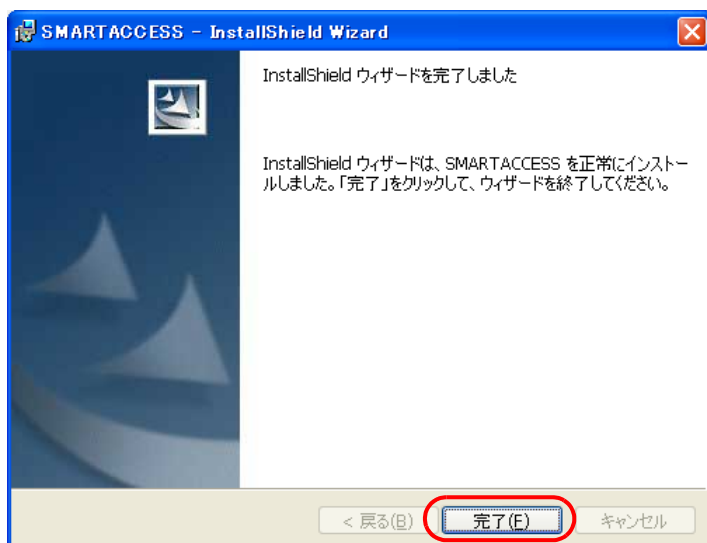 SMARTACCESS - InstallShield Wizard
InstallShield ウィザードを完了しました
InstallShield ウィザードは、SMARTACCESS を正常にインストー
ルしました。「完了」をクリックして、ウィザードを終了してください。
< 戻る(B)
完了(F)
キャンセル